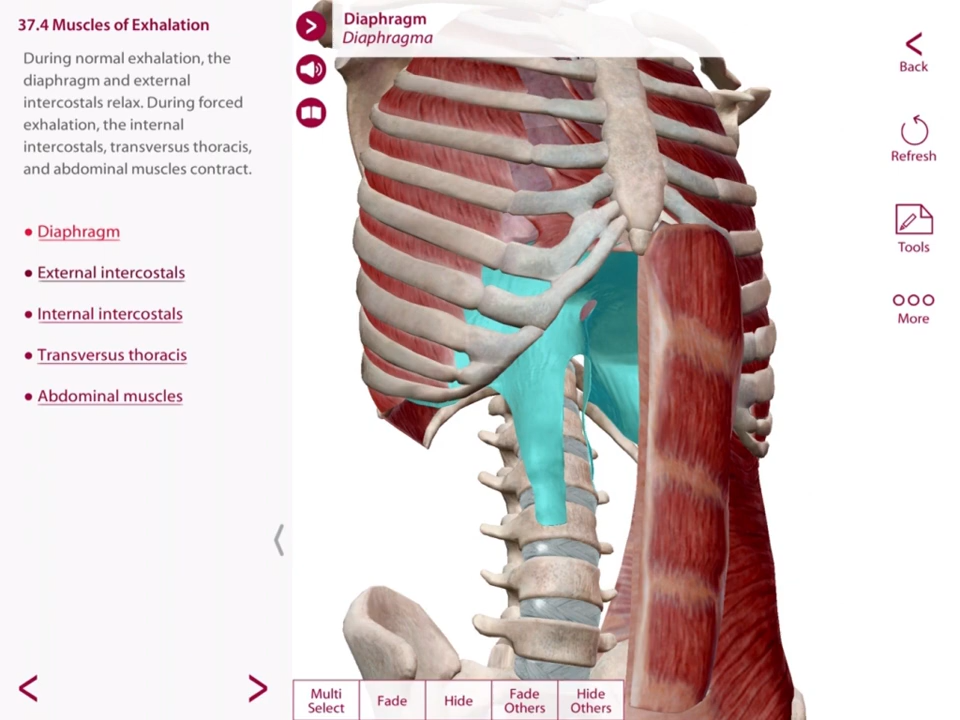 37.4 Muscles of Exhalation
During normal exhalation, the
diaphragm and external
intercostals relax. During forced
exhalation, the internal
intercostals, transversus thoracis,
and abdominal muscles contract.
• Diaphragm
• External intercostals
• Internal intercostals
• Transversus thoracis
• Abdominal muscles
Diaphragm
Diaphragma
Back
Refresh
Tools
More
Multi
Select
Fade
Hide
Fade
Others
Hide
Others